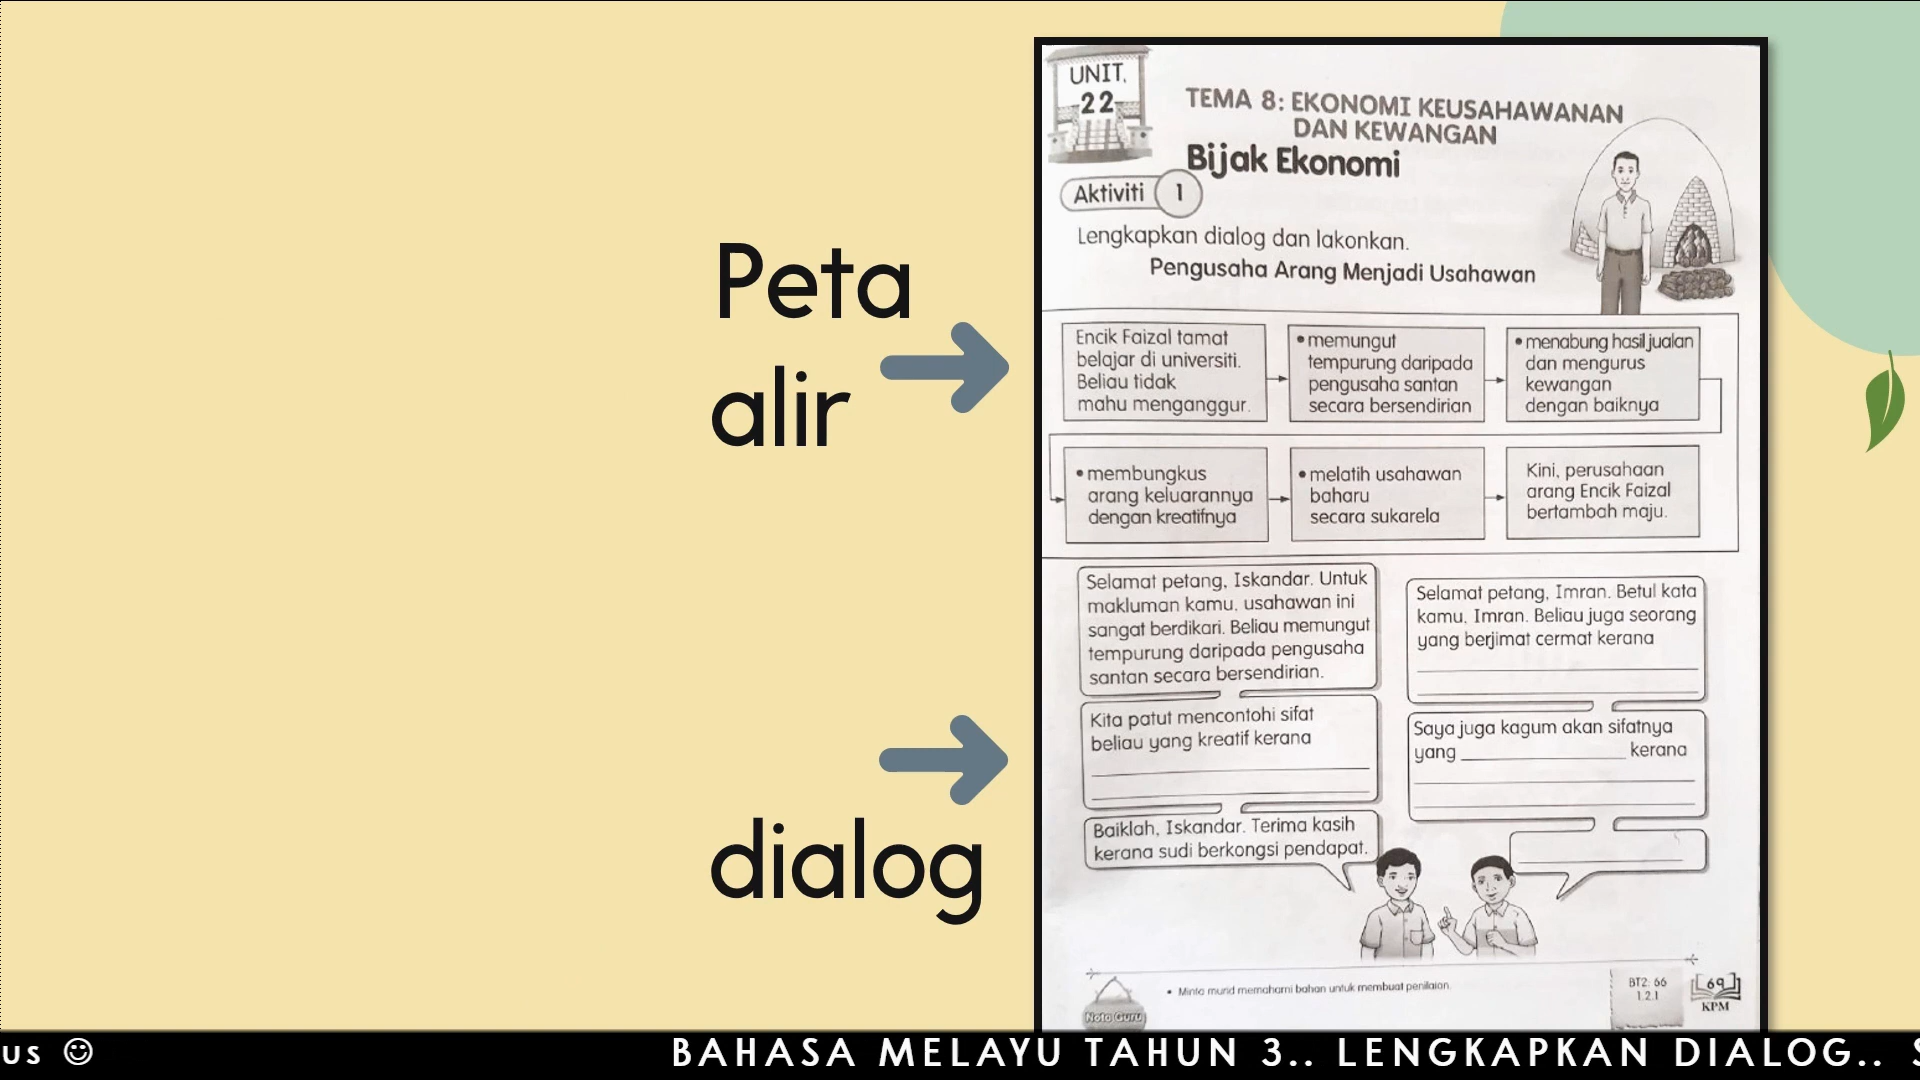 Peta
alir
dialog
UNIT.
22
TEMA 8: EKONOMI KEUSAHAWANAN
DAN KEWANGAN
Bijak Ekonomi
Aktiviti 1
Lengkapkan dialog dan lakonkan.
Pengusaha Arang Menjadi Usahawan
Encik Faizal tamat
belajar di universiti.
Beliau tidak
mahu menganggur.
• memungut
tempurung daripada
pengusaha santan
secara bersendirian
• menabung hasil jualan
dan mengurus
kewangan
dengan baiknya
• membungkus
arang keluarannya
dengan kreatifnya
• melatih usahawan
baharu
secara sukarela
Kini, perusahaan
arang Encik Faizal
bertambah maju.
Selamat petang, Iskandar. Untuk
makluman kamu, usahawan ini
sangat berdikari. Beliau memungut
tempurung daripada pengusaha
santan secara bersendirian.
Selamat petang, Imran. Betul kata
kamu, Imran. Beliau juga seorang
yang berjimat cermat kerana
Kita patut mencontohi sifat
beliau yang kreatif kerana
Saya juga kagum akan sifatnya
yang ____________ kerana
Baiklah, Iskandar. Terima kasih
kerana sudi berkongsi pendapat.
• Minta murid memahami bahan untuk membuat penilaian.
Nota Guru
BT2: 66
1.2.1
69
KPM
us ☺
BAHASA MELAYU TAHUN 3.. LENGKAPKAN DIALOG.. S